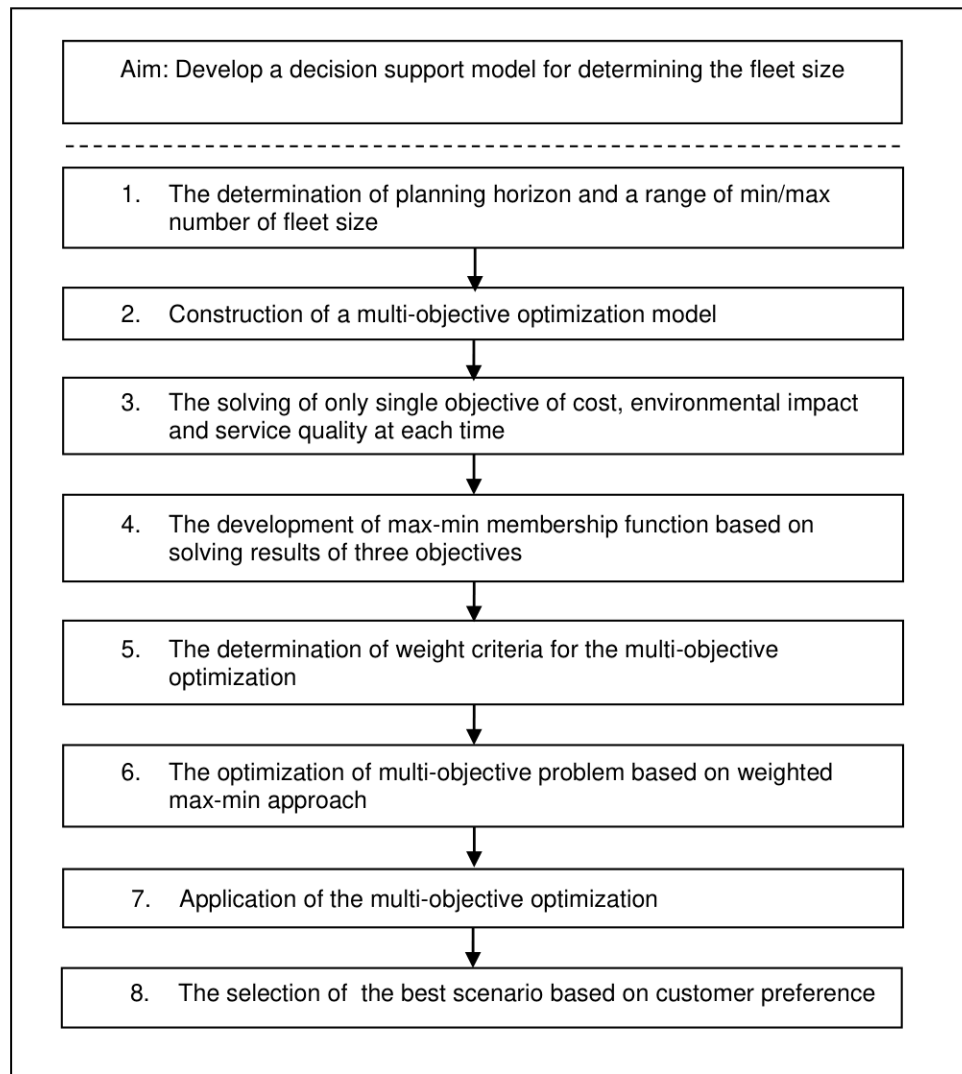 Aim: Develop a decision support model for determining the fleet size
1. The determination of planning horizon and a range of min/max
number of fleet size
2. Construction of a multi-objective optimization model
3. The solving of only single objective of cost, environmental impact
and service quality at each time
4. The development of max-min membership function based on
solving results of three objectives
5. The determination of weight criteria for the multi-objective
optimization
6. The optimization of multi-objective problem based on weighted
max-min approach
7. Application of the multi-objective optimization
8. The selection of the best scenario based on customer preference